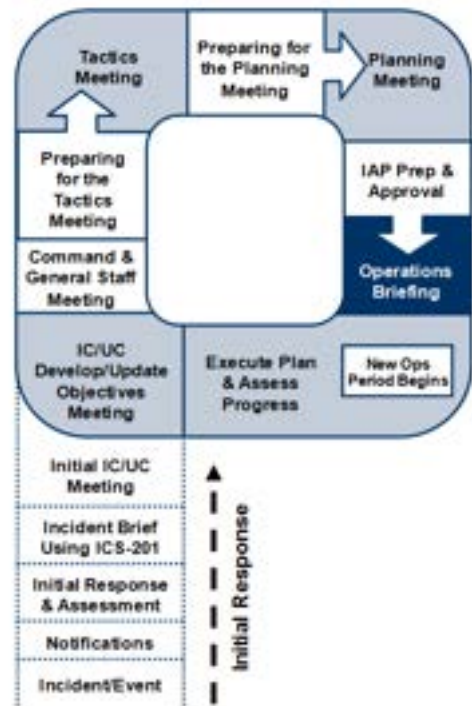 Tactics
Meeting
Preparing for
the Planning
Meeting
Planning
Meeting
Preparing
for the
Tactics
Meeting
IAP Prep &
Approval
Command &
General Staff
Meeting
Operations
Briefing
IC/UC
Develop/Update
Objectives
Meeting
Execute Plan
& Assess
Progress
New Ops
Period Begins
Initial IC/UC
Meeting
Incident Brief
Using ICS-201
Initial Response
& Assessment
Notifications
Incident/Event
Initial Response